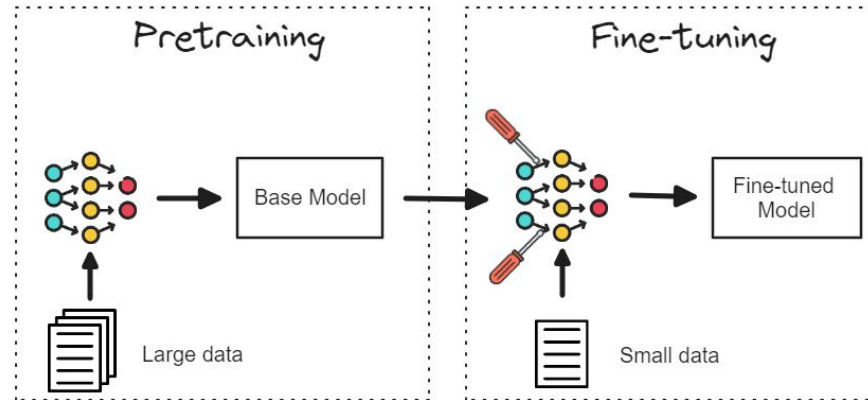 Pretraining
Base Model
Large data
Fine-tuning
Fine-tuned
Model
Small data